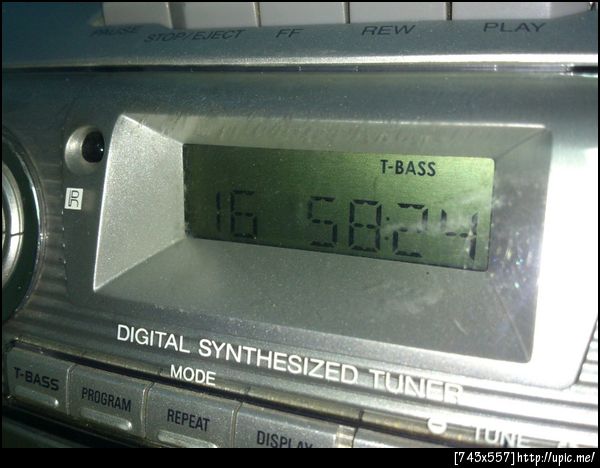 PAUSE STOP/EJECT FF REW PLAY
T-BASS
16 58:24
R
DIGITAL SYNTHESIZED TUNER
MODE
T-BASS PROGRAM REPEAT DISPLAY
TUNE
[743x557]http://upic.me/